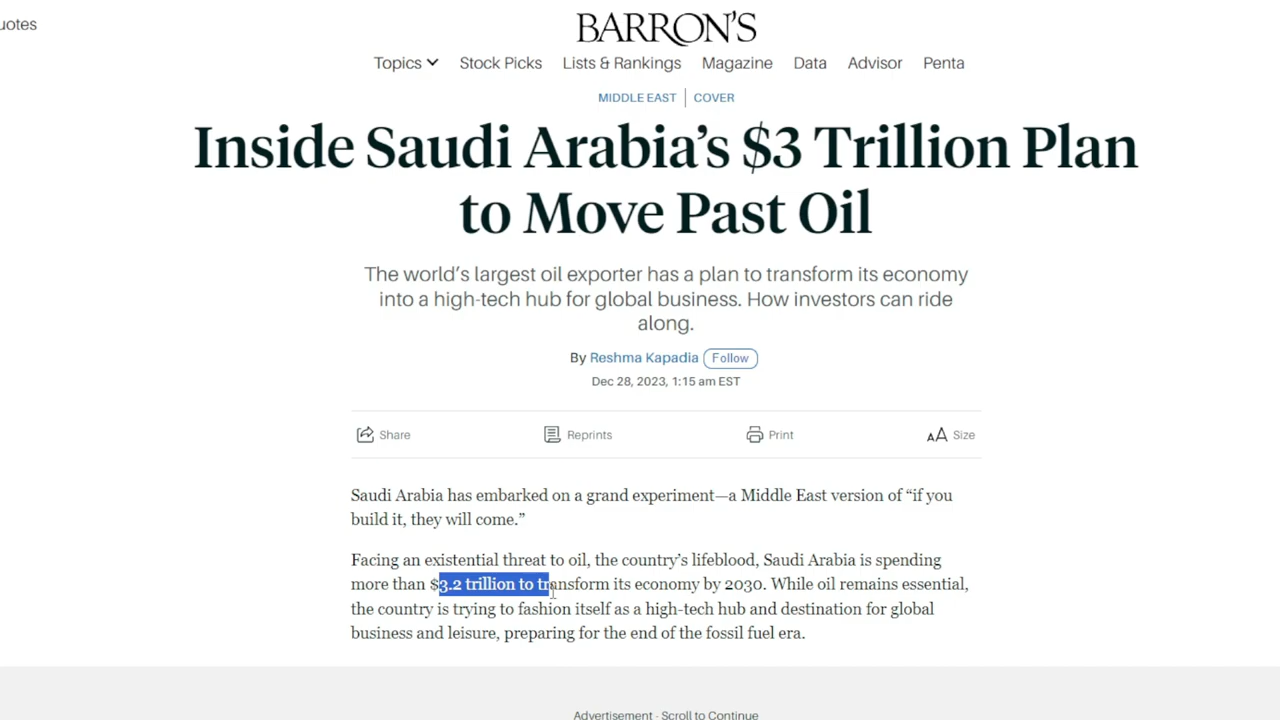 uotes
BARRON'S
Topics Stock Picks Lists & Rankings Magazine Data Advisor Penta
MIDDLE EAST COVER
Inside Saudi Arabia’s $3 Trillion Plan
to Move Past Oil
The world’s largest oil exporter has a plan to transform its economy
into a high-tech hub for global business. How investors can ride
along.
By Reshma Kapadia Follow
Dec 28, 2023, 1:15 am EST
Share Reprints Print AA Size
Saudi Arabia has embarked on a grand experiment—a Middle East version of “if you
build it, they will come.”
Facing an existential threat to oil, the country’s lifeblood, Saudi Arabia is spending
more than $3.2 trillion to transform its economy by 2030. While oil remains essential,
the country is trying to fashion itself as a high-tech hub and destination for global
business and leisure, preparing for the end of the fossil fuel era.
Advertisement - Scroll to Continue